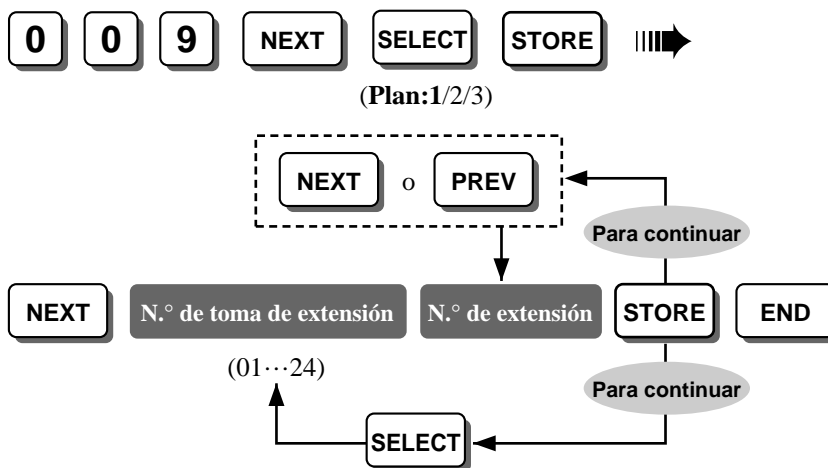 0 0 9 NEXT SELECT STORE
(Plan:1/2/3)
NEXT o PREV
Para continuar
NEXT N.° de toma de extensión N.° de extensión STORE END
(01···24)
Para continuar
SELECT